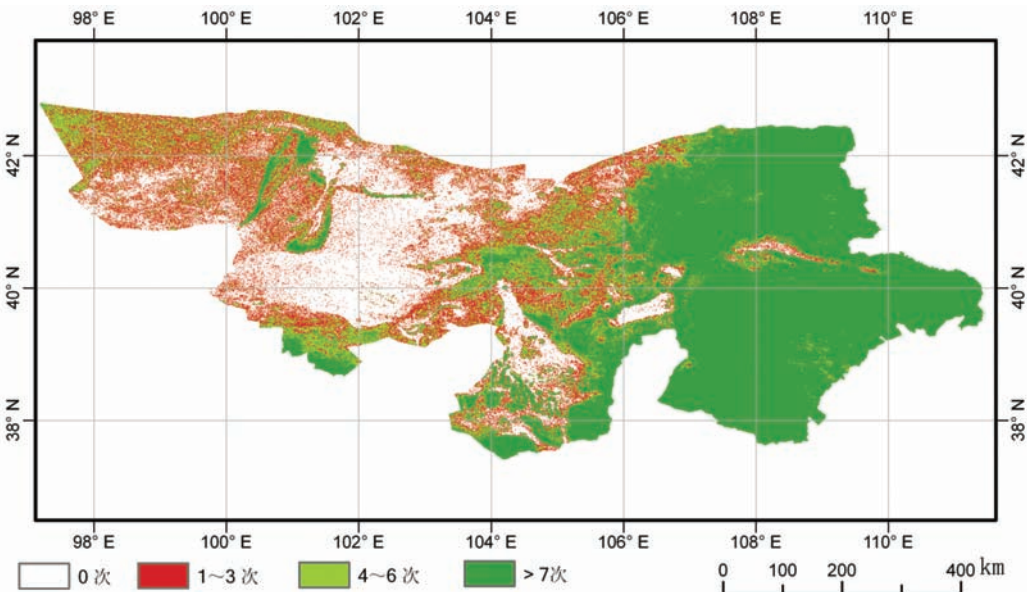 98° E 100° E 102° E 104° E 106° E 108° E 110° E
42° N 42° N
40° N 40° N
38° N 38° N
98° E 100° E 102° E 104° E 106° E 108° E 110° E
0 次 1～3 次 4～6 次 >7次 0 100 200 400 km